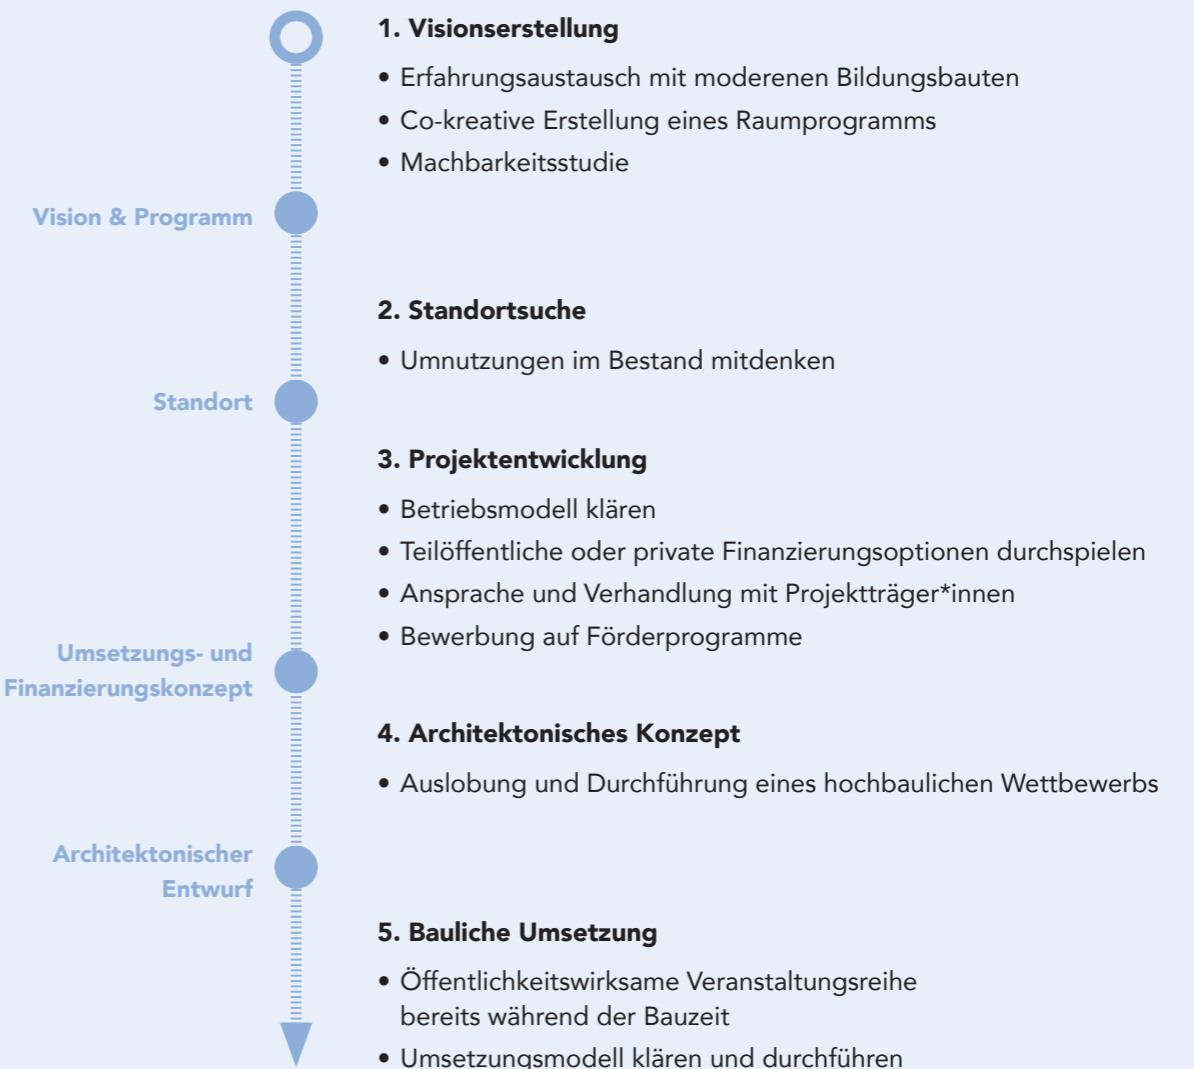 1. Visionserstellung
• Erfahrungsaustausch mit moderenen Bildungsbauten
• Co-kreative Erstellung eines Raumprogramms
• Machbarkeitsstudie
Vision & Programm
2. Standortsuche
• Umnutzungen im Bestand mitdenken
Standort
3. Projektentwicklung
• Betriebsmodell klären
• Teilöffentliche oder private Finanzierungsoptionen durchspielen
• Ansprache und Verhandlung mit Projektträger*innen
• Bewerbung auf Förderprogramme
Umsetzungs- und
Finanzierungskonzept
4. Architektonisches Konzept
• Auslobung und Durchführung eines hochbaulichen Wettbewerbs
Architektonischer
Entwurf
5. Bauliche Umsetzung
• Öffentlichkeitswirksame Veranstaltungsreihe
bereits während der Bauzeit
• Umsetzungsmodell klären und durchführen